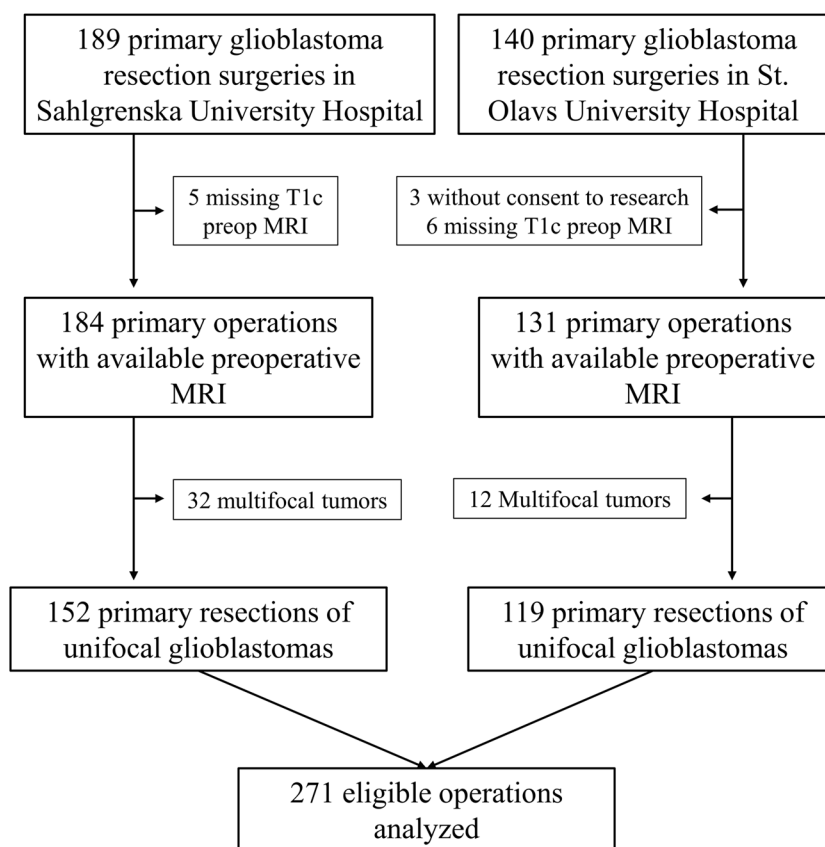 189 primary glioblastoma
resection surgeries in
Sahlgrenska University Hospital
140 primary glioblastoma
resection surgeries in St.
Olavs University Hospital
5 missing T1c
preop MRI
3 without consent to research
6 missing T1c preop MRI
184 primary operations
with available preoperative
MRI
131 primary operations
with available preoperative
MRI
32 multifocal tumors
12 Multifocal tumors
152 primary resections of
unifocal glioblastomas
119 primary resections of
unifocal glioblastomas
271 eligible operations
analyzed